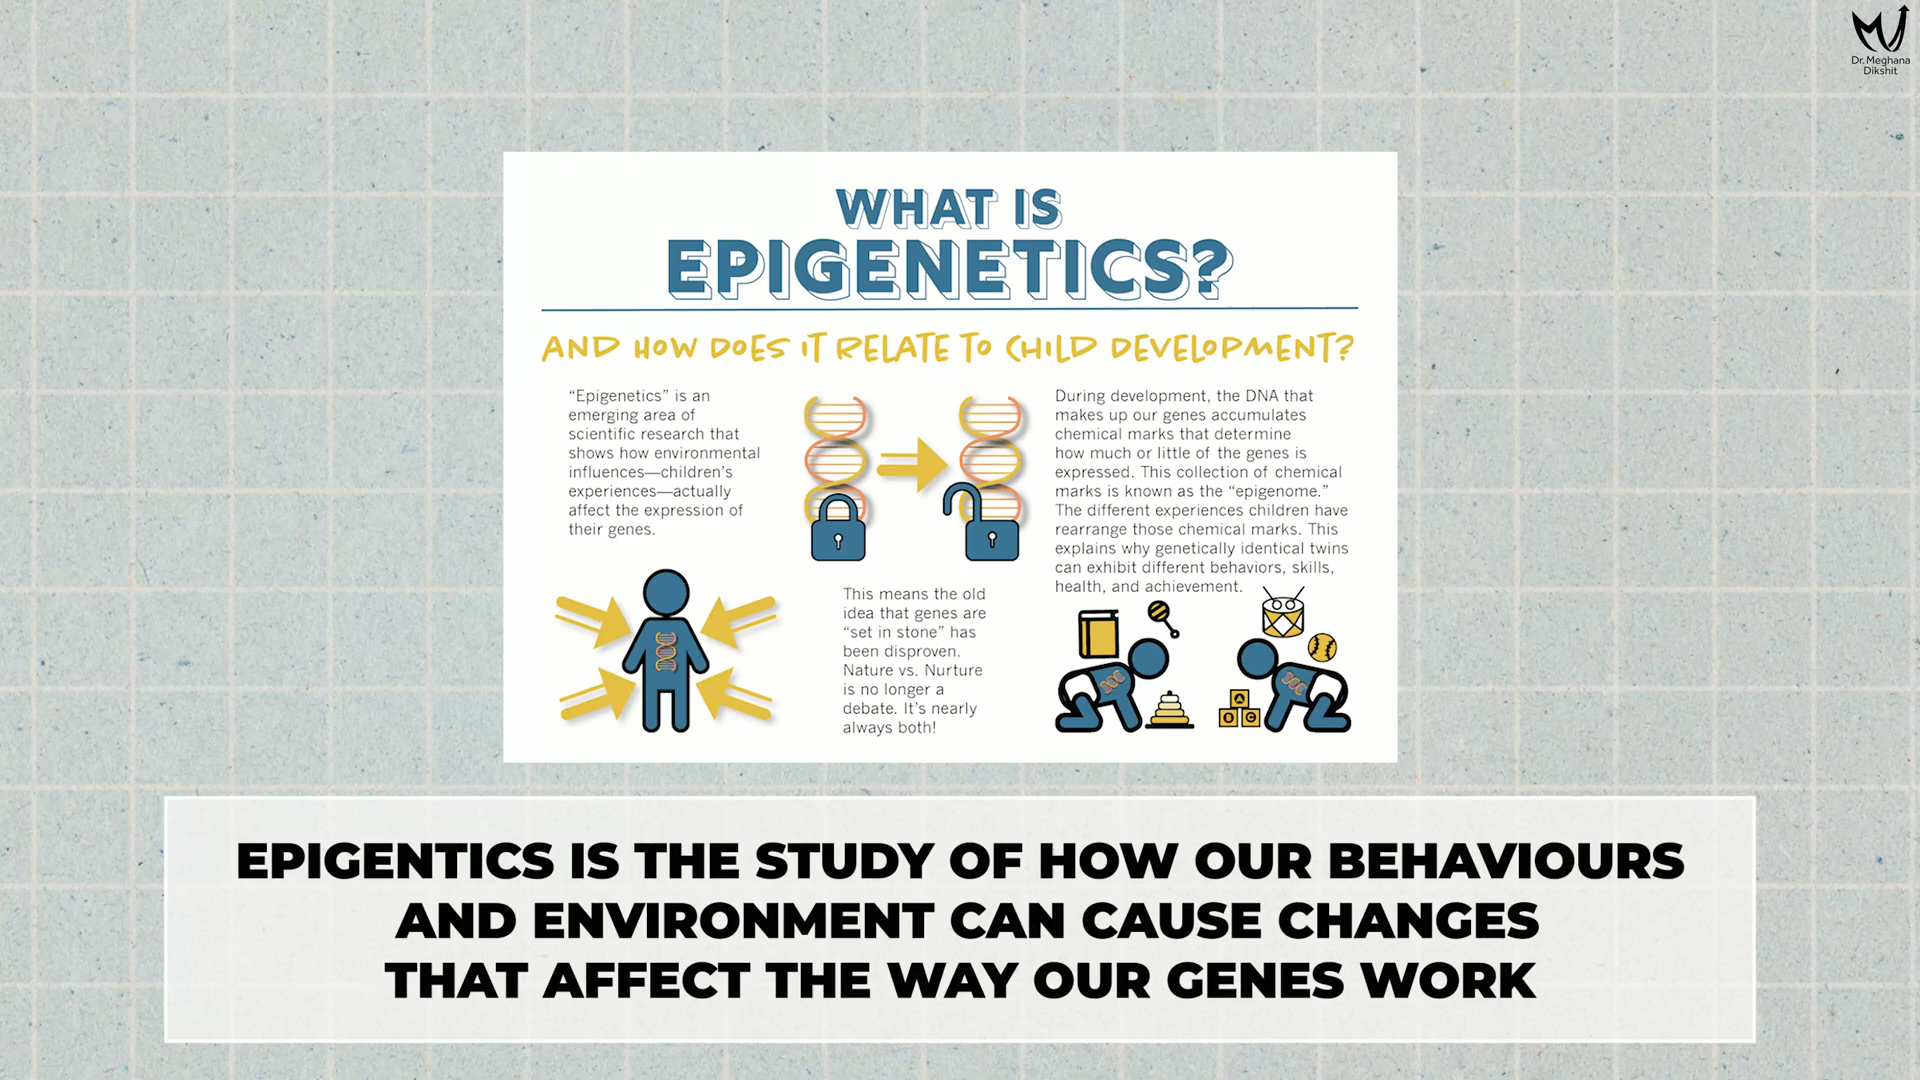 Dr. Meghana
Dikshit
WHAT IS
EPIGENETICS?
AND HOW DOES IT RELATE TO CHILD DEVELOPMENT?
“Epigenetics” is an
emerging area of
scientific research that
shows how environmental
influences—children’s
experiences—actually
affect the expression of
their genes.
This means the old
idea that genes are
“set in stone” has
been disproven.
Nature vs. Nurture
is no longer a
debate. It’s nearly
always both!
During development, the DNA that
makes up our genes accumulates
chemical marks that determine
how much or little of the genes is
expressed. This collection of chemical
marks is known as the “epigenome.”
The different experiences children have
rearrange those chemical marks. This
explains why genetically identical twins
can exhibit different behaviors, skills,
health, and achievement.
A
B C
EPIGENTICS IS THE STUDY OF HOW OUR BEHAVIOURS
AND ENVIRONMENT CAN CAUSE CHANGES
THAT AFFECT THE WAY OUR GENES WORK